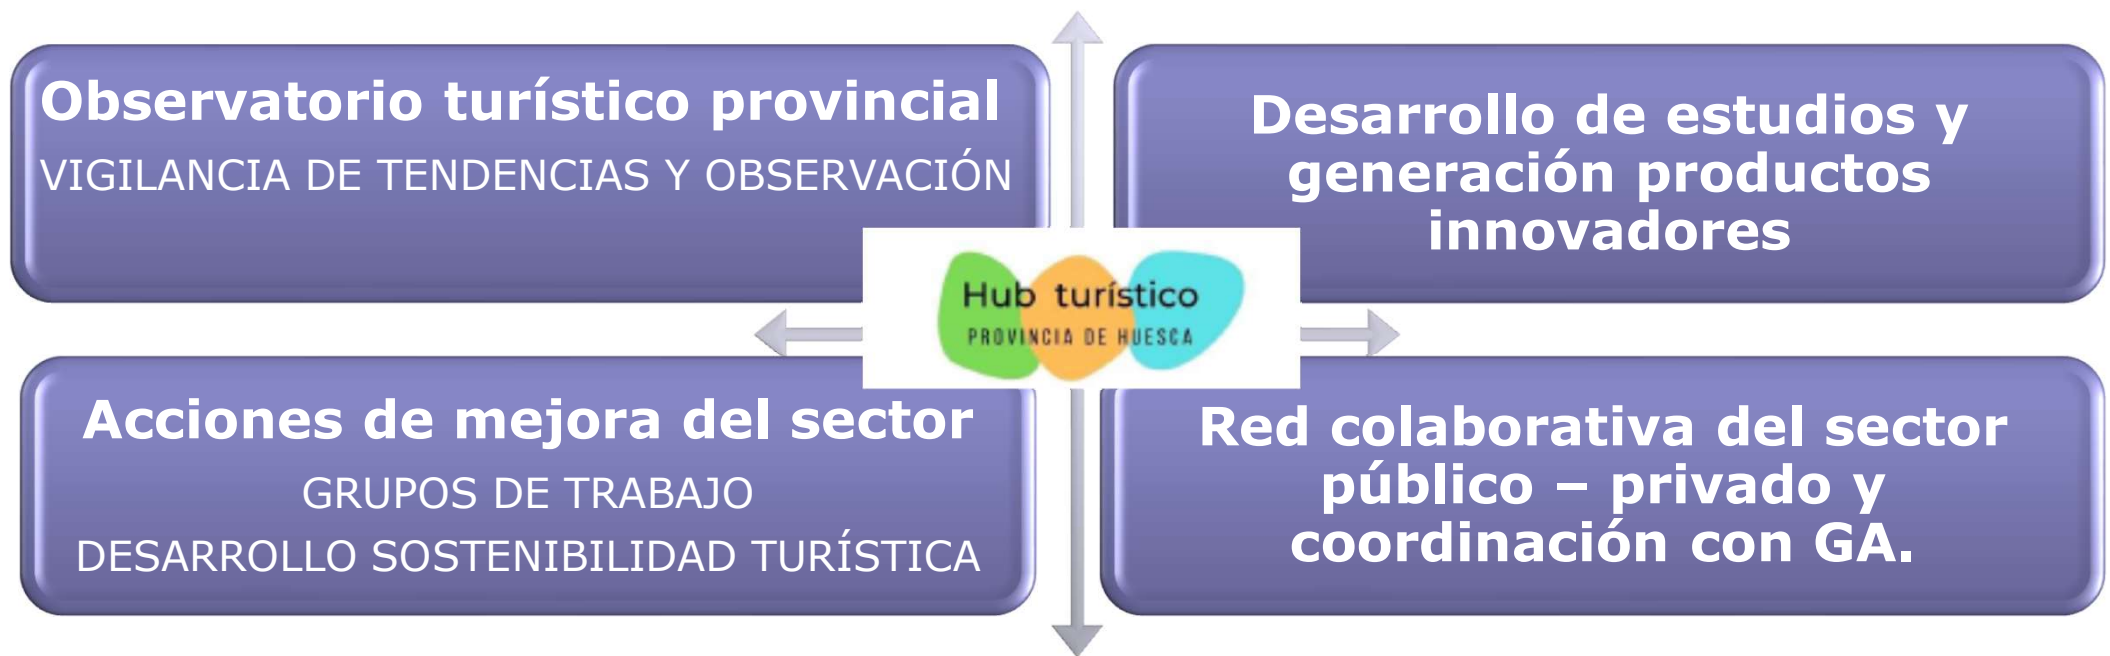 Observatorio turístico provincial
VIGILANCIA DE TENDENCIAS Y OBSERVACIÓN
Desarrollo de estudios y
generación productos
innovadores
Hub turístico
PROVINCIA DE HUESCA
Acciones de mejora del sector
GRUPOS DE TRABAJO
DESARROLLO SOSTENIBILIDAD TURÍSTICA
Red colaborativa del sector
público – privado y
coordinación con GA.